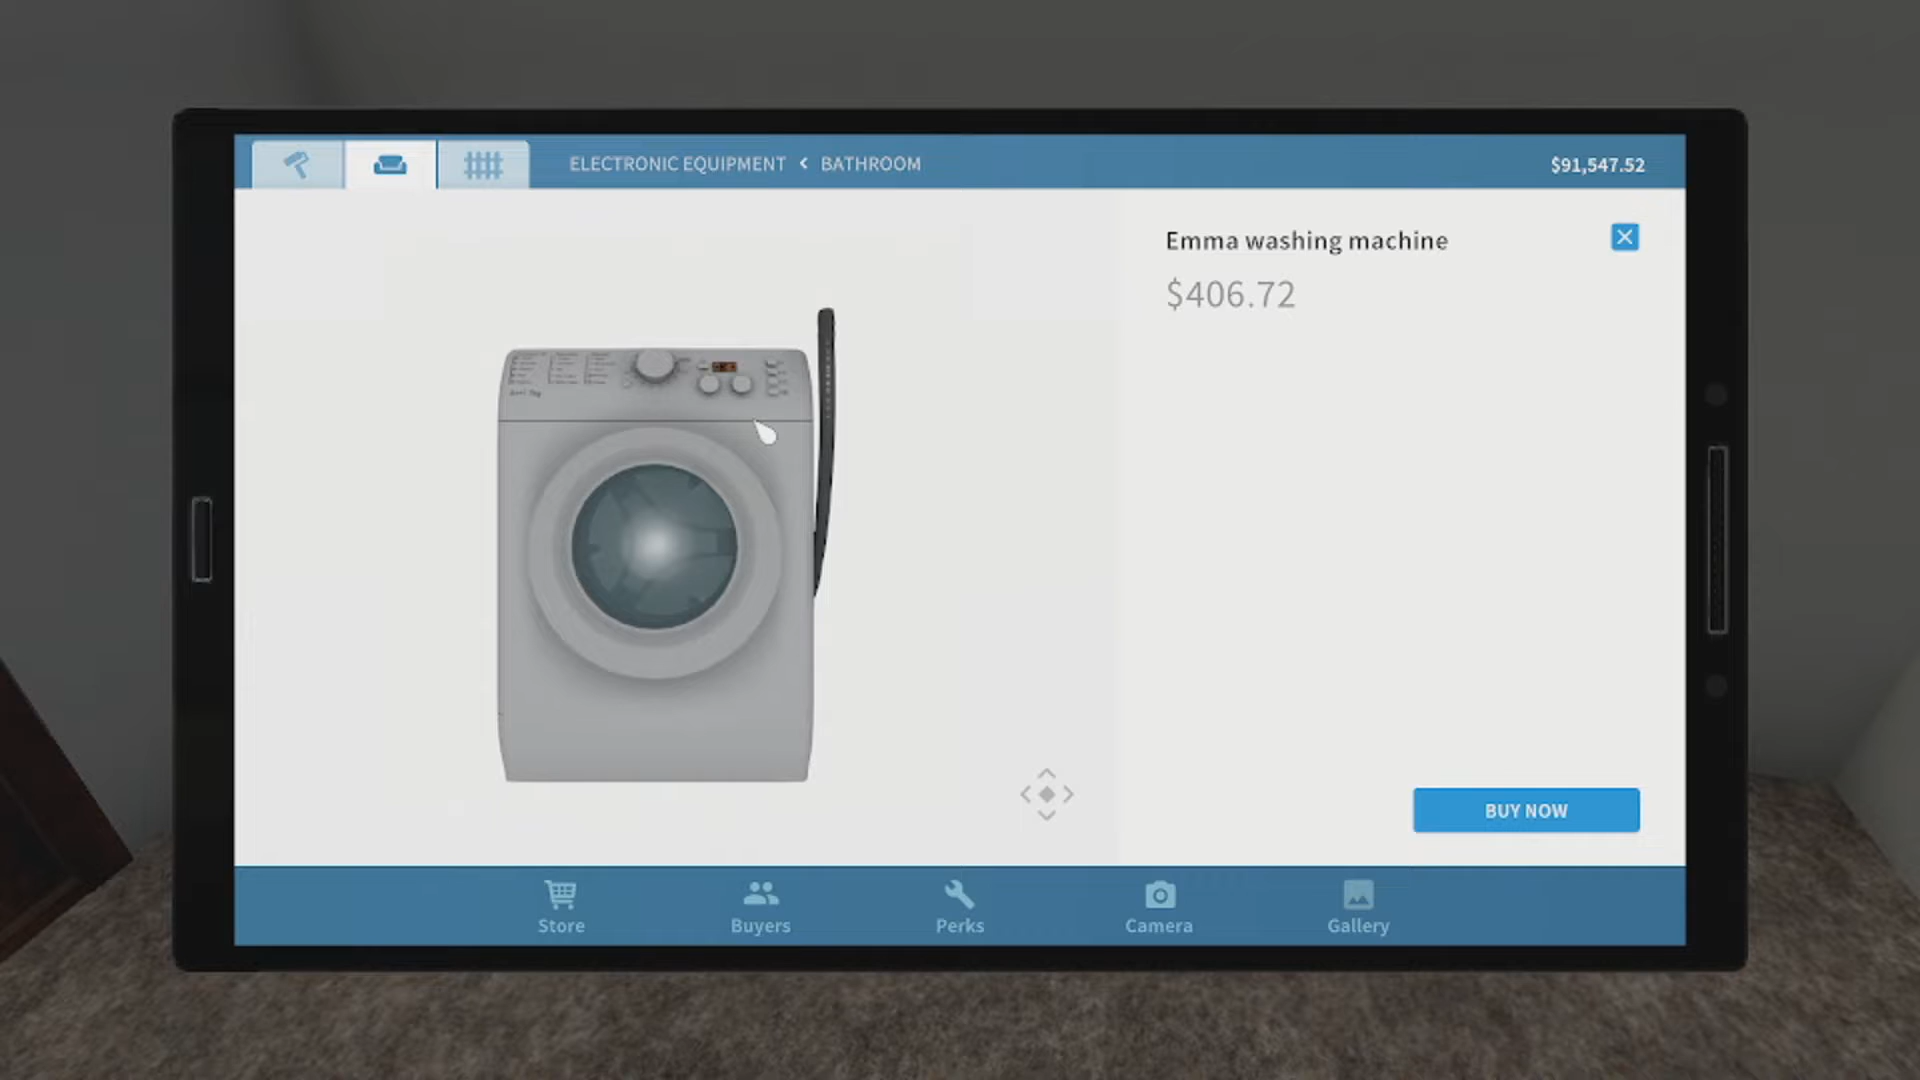 ELECTRONIC EQUIPMENT < BATHROOM
$91,547.52
Emma washing machine
$406.72
BUY NOW
Store
Buyers
Perks
Camera
Gallery